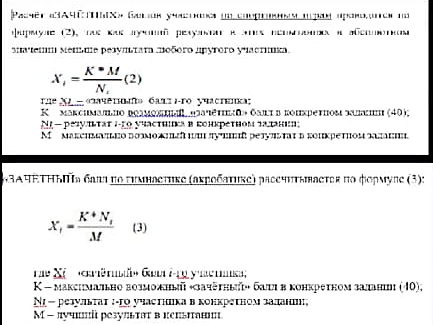 Расчёт «ЗАЧЁТНЫХ» баллов участника по спортивным играм проводится по
формуле (2), так как лучший результат в этих испытаниях в абсолютном
значении меньше результата любого другого участника.
X_i = K * M / N_i (2)
где Xi – «зачётный» балл i-го участника;
К – максимально возможный «зачётный» балл в конкретном задании (40);
Ni – результат i-го участника в конкретном задании;
М – максимально возможный или лучший результат в конкретном задании.
«ЗАЧЁТНЫЙ» балл по гимнастике (акробатике) рассчитывается по формуле (3):
X_i = K * N_i / M (3)
где Xi «зачётный» балл i-го участника;
К – максимально возможный «зачётный» балл в конкретном задании (40);
Ni – результат i-го участника в конкретном задании;
М – лучший результат в испытании.